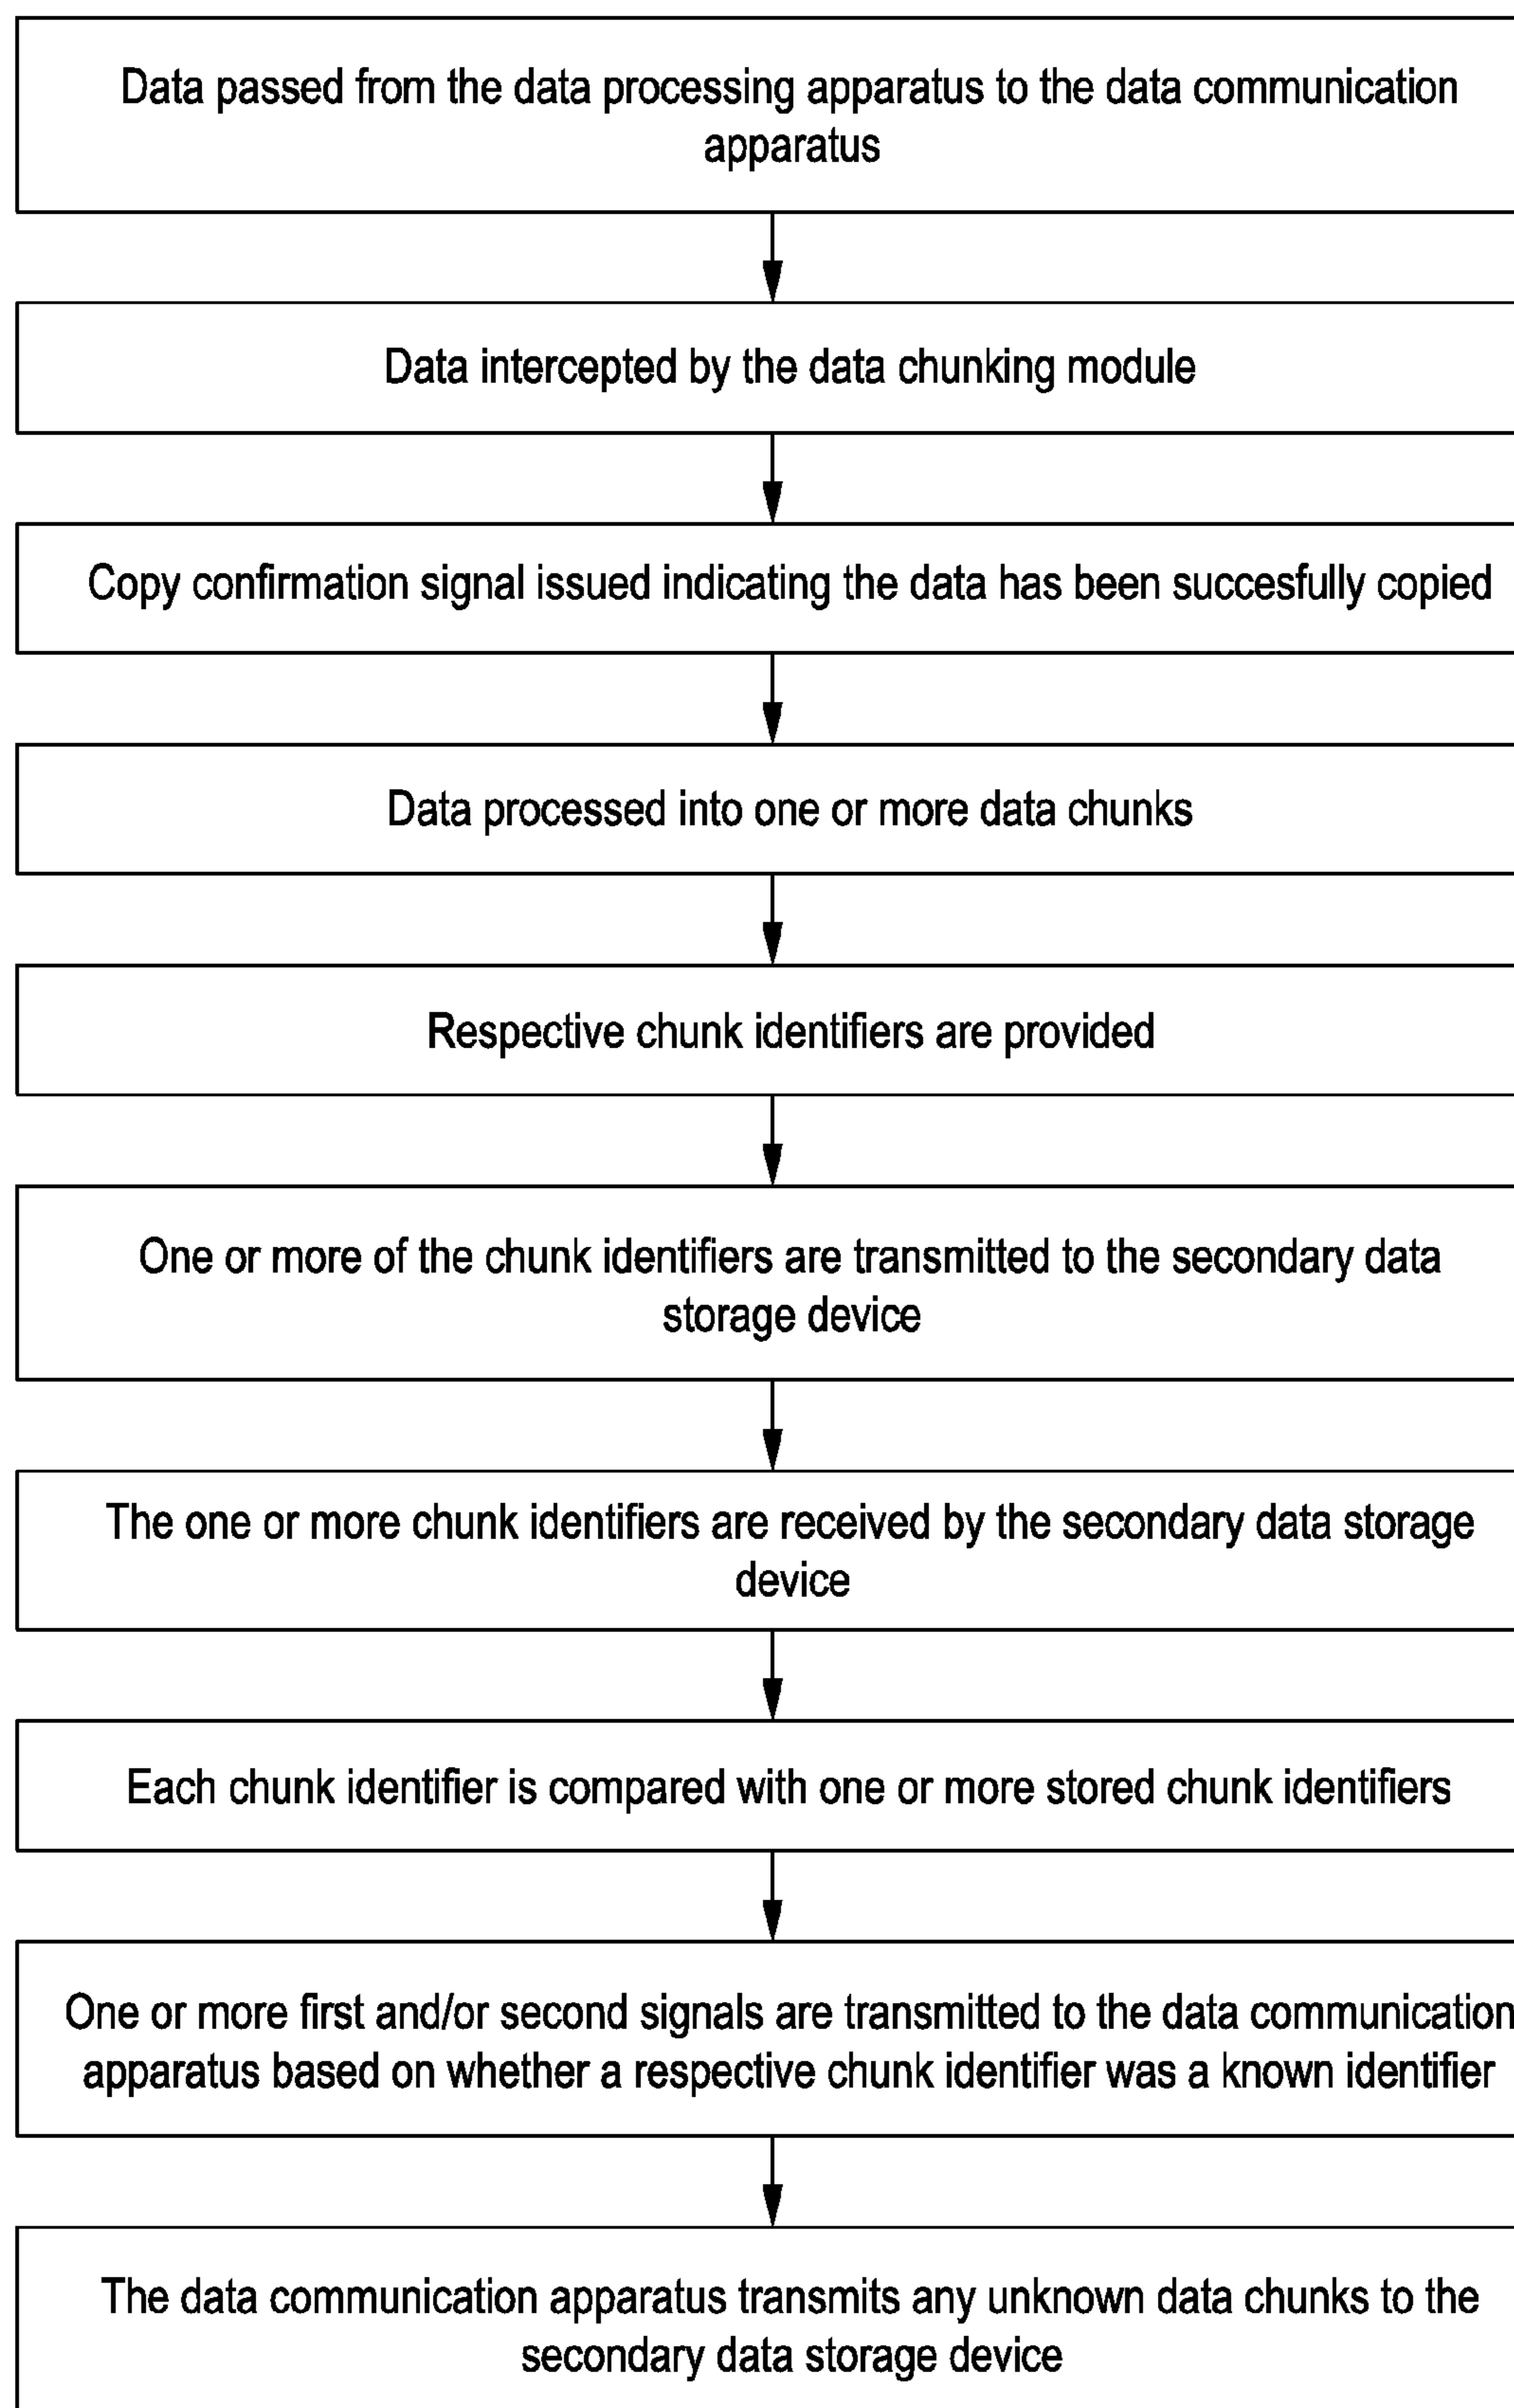 Data passed from the data processing apparatus to the data communication
apparatus
Data intercepted by the data chunking module
Copy confirmation signal issued indicating the data has been succesfully copied
Data processed into one or more data chunks
Respective chunk identifiers are provided
One or more of the chunk identifiers are transmitted to the secondary data
storage device
The one or more chunk identifiers are received by the secondary data storage
device
Each chunk identifier is compared with one or more stored chunk identifiers
One or more first and/or second signals are transmitted to the data communication
apparatus based on whether a respective chunk identifier was a known identifier
The data communication apparatus transmits any unknown data chunks to the
secondary data storage device